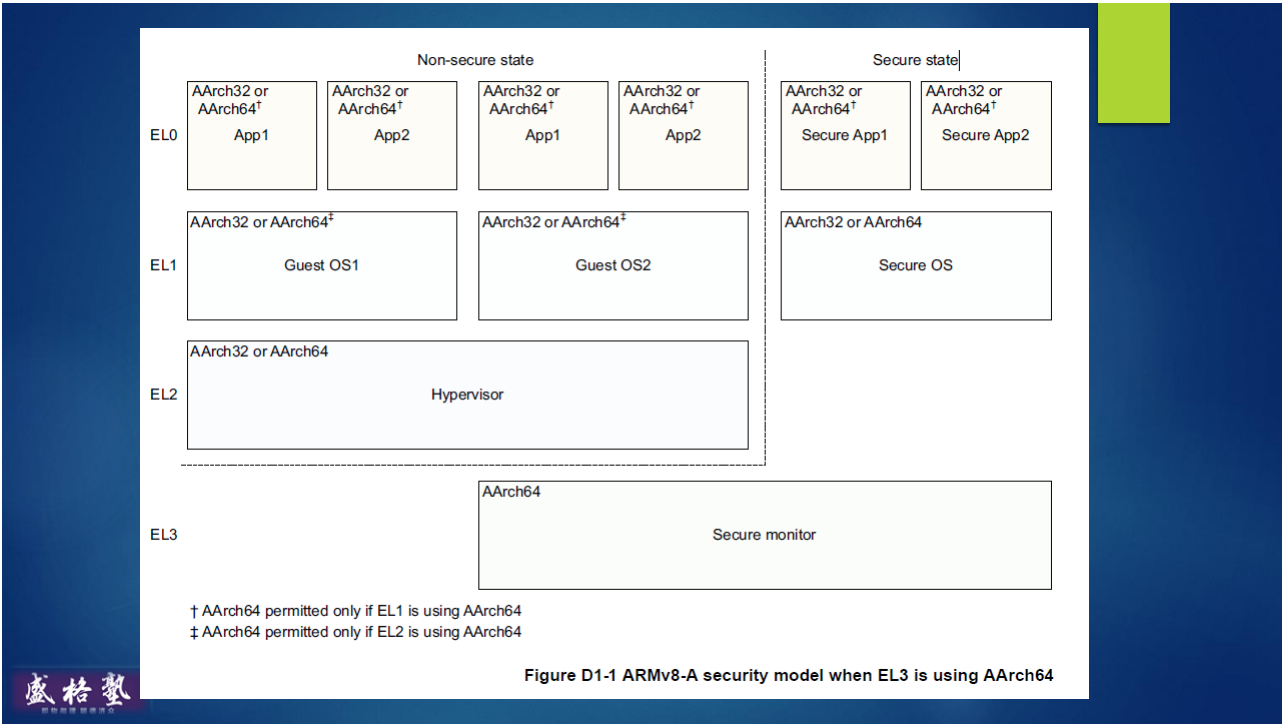 Non-secure state
Secure state
AArch32 or
AArch64†
App1
AArch32 or
AArch64†
App2
AArch32 or
AArch64†
App1
AArch32 or
AArch64†
App2
AArch32 or
AArch64†
Secure App1
AArch32 or
AArch64†
Secure App2
EL0
AArch32 or AArch64‡
Guest OS1
AArch32 or AArch64‡
Guest OS2
AArch32 or AArch64
Secure OS
EL1
AArch32 or AArch64
Hypervisor
EL2
AArch64
Secure monitor
EL3
† AArch64 permitted only if EL1 is using AArch64
‡ AArch64 permitted only if EL2 is using AArch64
Figure D1-1 ARMv8-A security model when EL3 is using AArch64
盛格塾